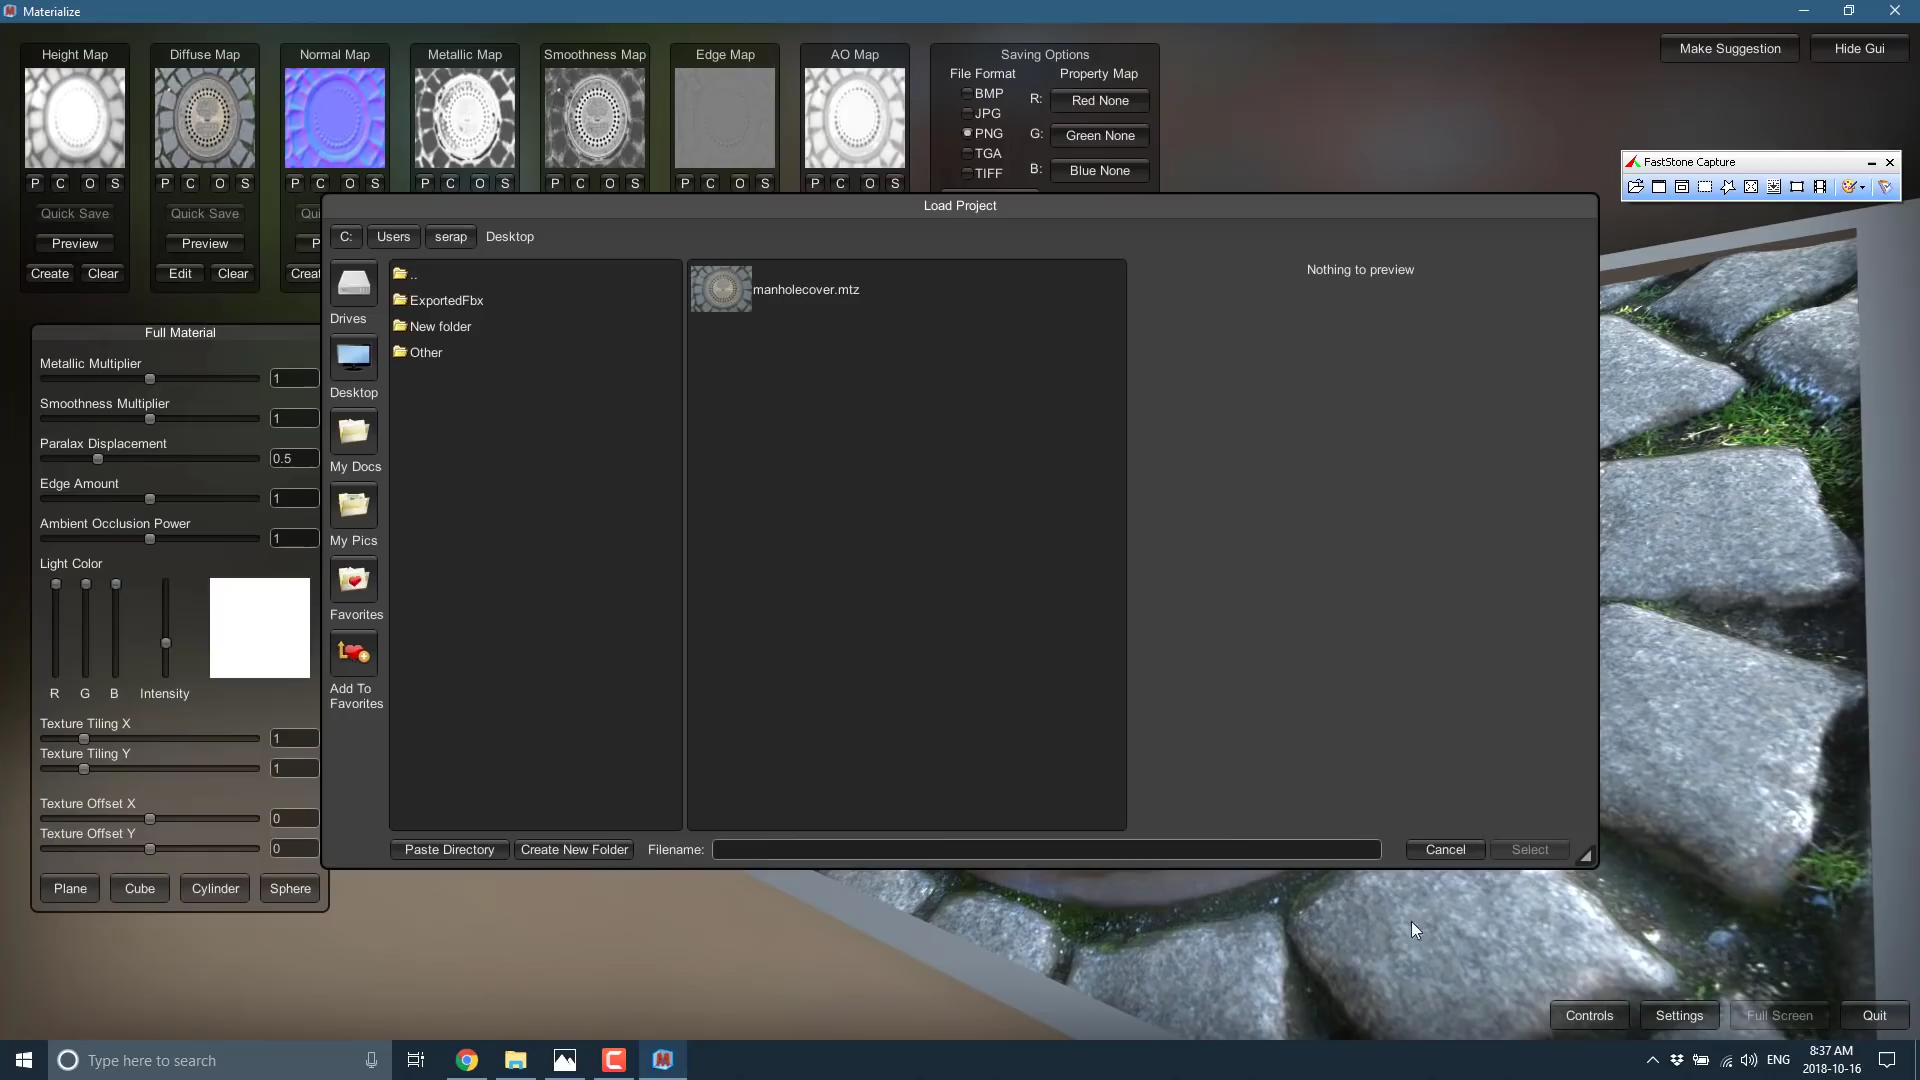 Materialize
Height Map
Diffuse Map
Normal Map
Metallic Map
Smoothness Map
Edge Map
AO Map
Saving Options
Make Suggestion
Hide Gui
File Format
Property Map
BMP
R:
Red None
JPG
PNG
G:
Green None
TGA
B:
Blue None
TIFF
FastStone Capture
P C O S
P C O S
P C O S
P C O S
P C O S
P C O S
P C O S
Quick Save
Quick Save
Qui
Preview
Preview
P
Create
Clear
Edit
Clear
Creat
Load Project
C:
Users
serap
Desktop
..
ExportedFbx
New folder
Other
manholecover.mtz
Nothing to preview
Drives
Desktop
My Docs
My Pics
Favorites
Add To
Favorites
Paste Directory
Create New Folder
Filename:
Cancel
Select
Full Material
Metallic Multiplier
1
Smoothness Multiplier
1
Paralax Displacement
0.5
Edge Amount
1
Ambient Occlusion Power
1
Light Color
R
G
B
Intensity
Texture Tiling X
1
Texture Tiling Y
1
Texture Offset X
0
Texture Offset Y
0
Plane
Cube
Cylinder
Sphere
Controls
Settings
Full Screen
Quit
Type here to search
ENG
8:37 AM
2018-10-16